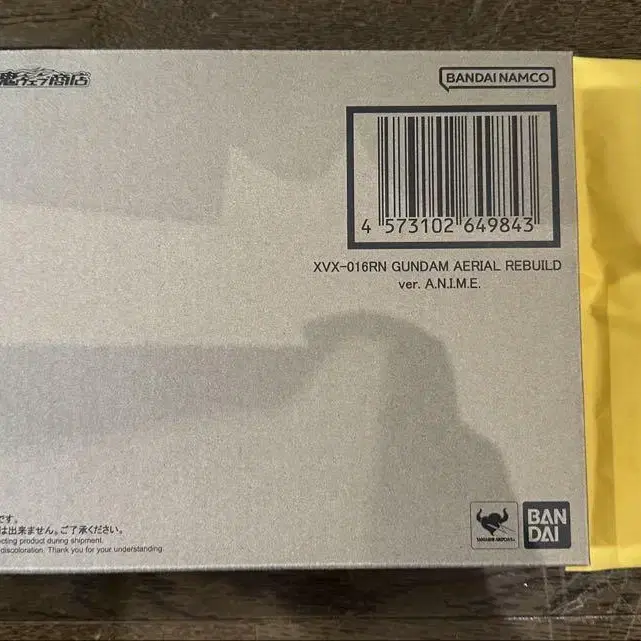 魂ウェブ商店
BANDAI NAMCO
4 573102 649843
XVX-016RN GUNDAM AERIAL REBUILD
ver. A.N.I.M.E.
です。
は出来ません。ご了承ください。
ecting product during shipment.
discoloration. Thank you for your understanding.
TAMASHII NATIONS
BAN
DAI